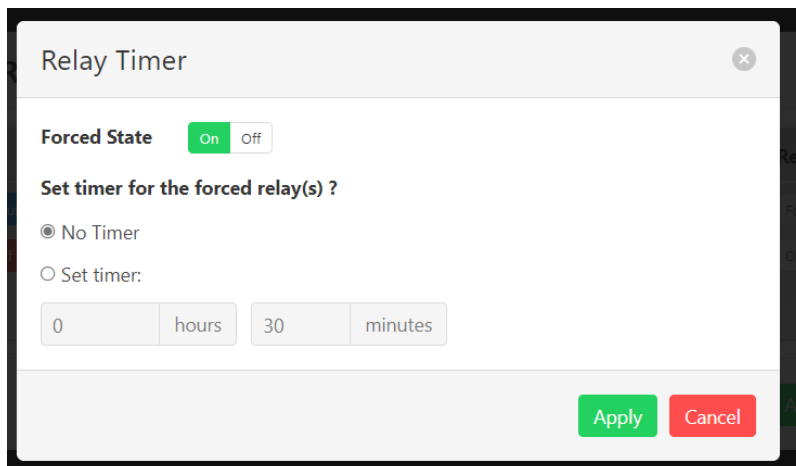 Relay Timer
Forced State On Off
Set timer for the forced relay(s) ?
No Timer
Set timer:
0 hours 30 minutes
Apply Cancel